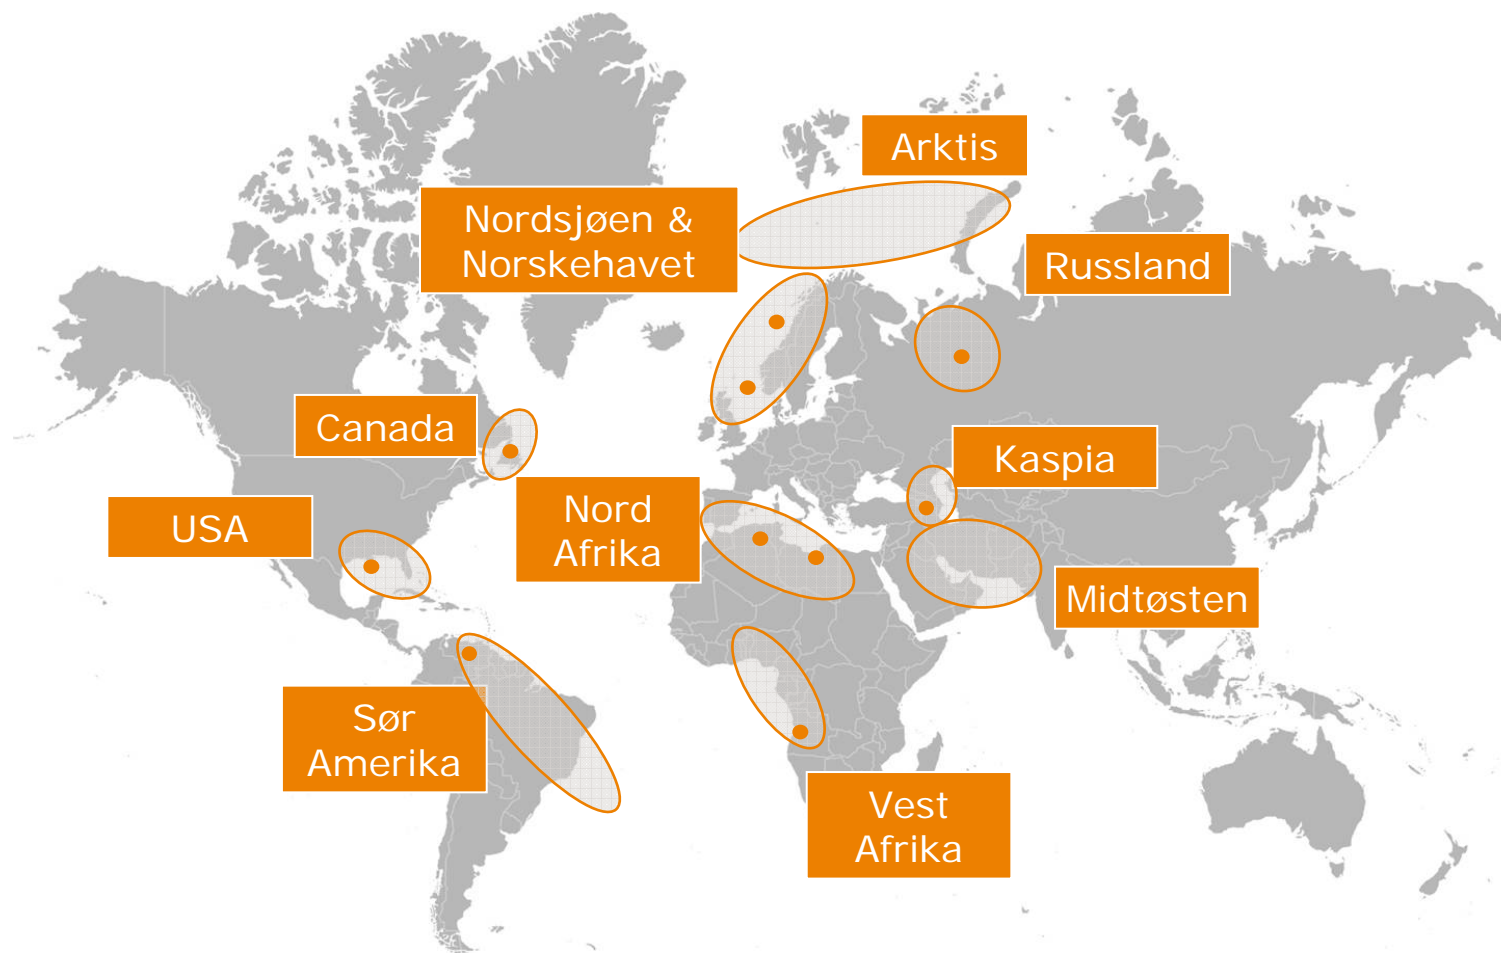 Arktis
Nordsjøen &
Norskehavet
Russland
Canada
Kaspia
USA
Nord
Afrika
Midtøsten
Sør
Amerika
Vest
Afrika